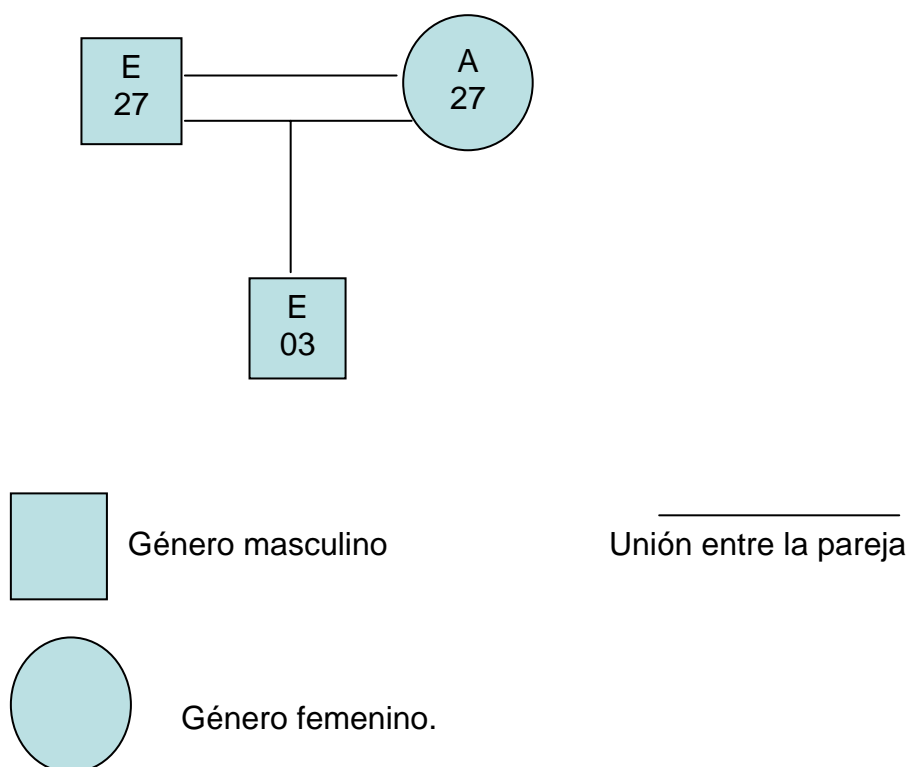 E
27
A
27
E
03
Género masculino
Unión entre la pareja
Género femenino.